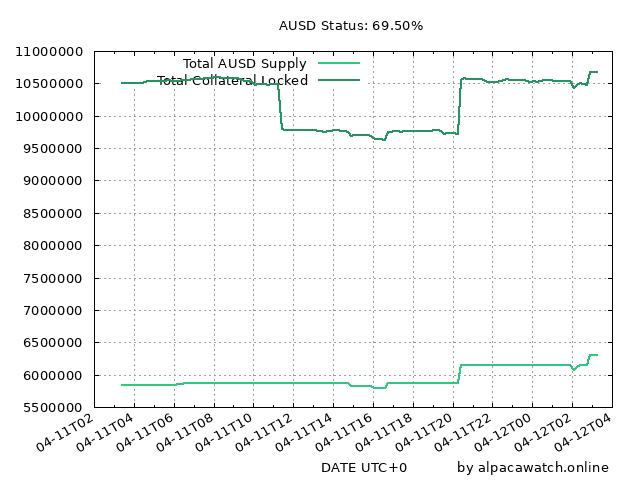 AUSD Status: 69.50%
Total AUSD Supply
Total Collateral Locked
11000000
10500000
10000000
9500000
9000000
8500000
8000000
7500000
7000000
6500000
6000000
5500000
04-11T02
04-11T04
04-11T06
04-11T08
04-11T10
04-11T12
04-11T14
04-11T16
04-11T18
04-11T20
04-11T22
04-12T00
04-12T02
04-12T04
DATE UTC+0
by alpacawatch.online